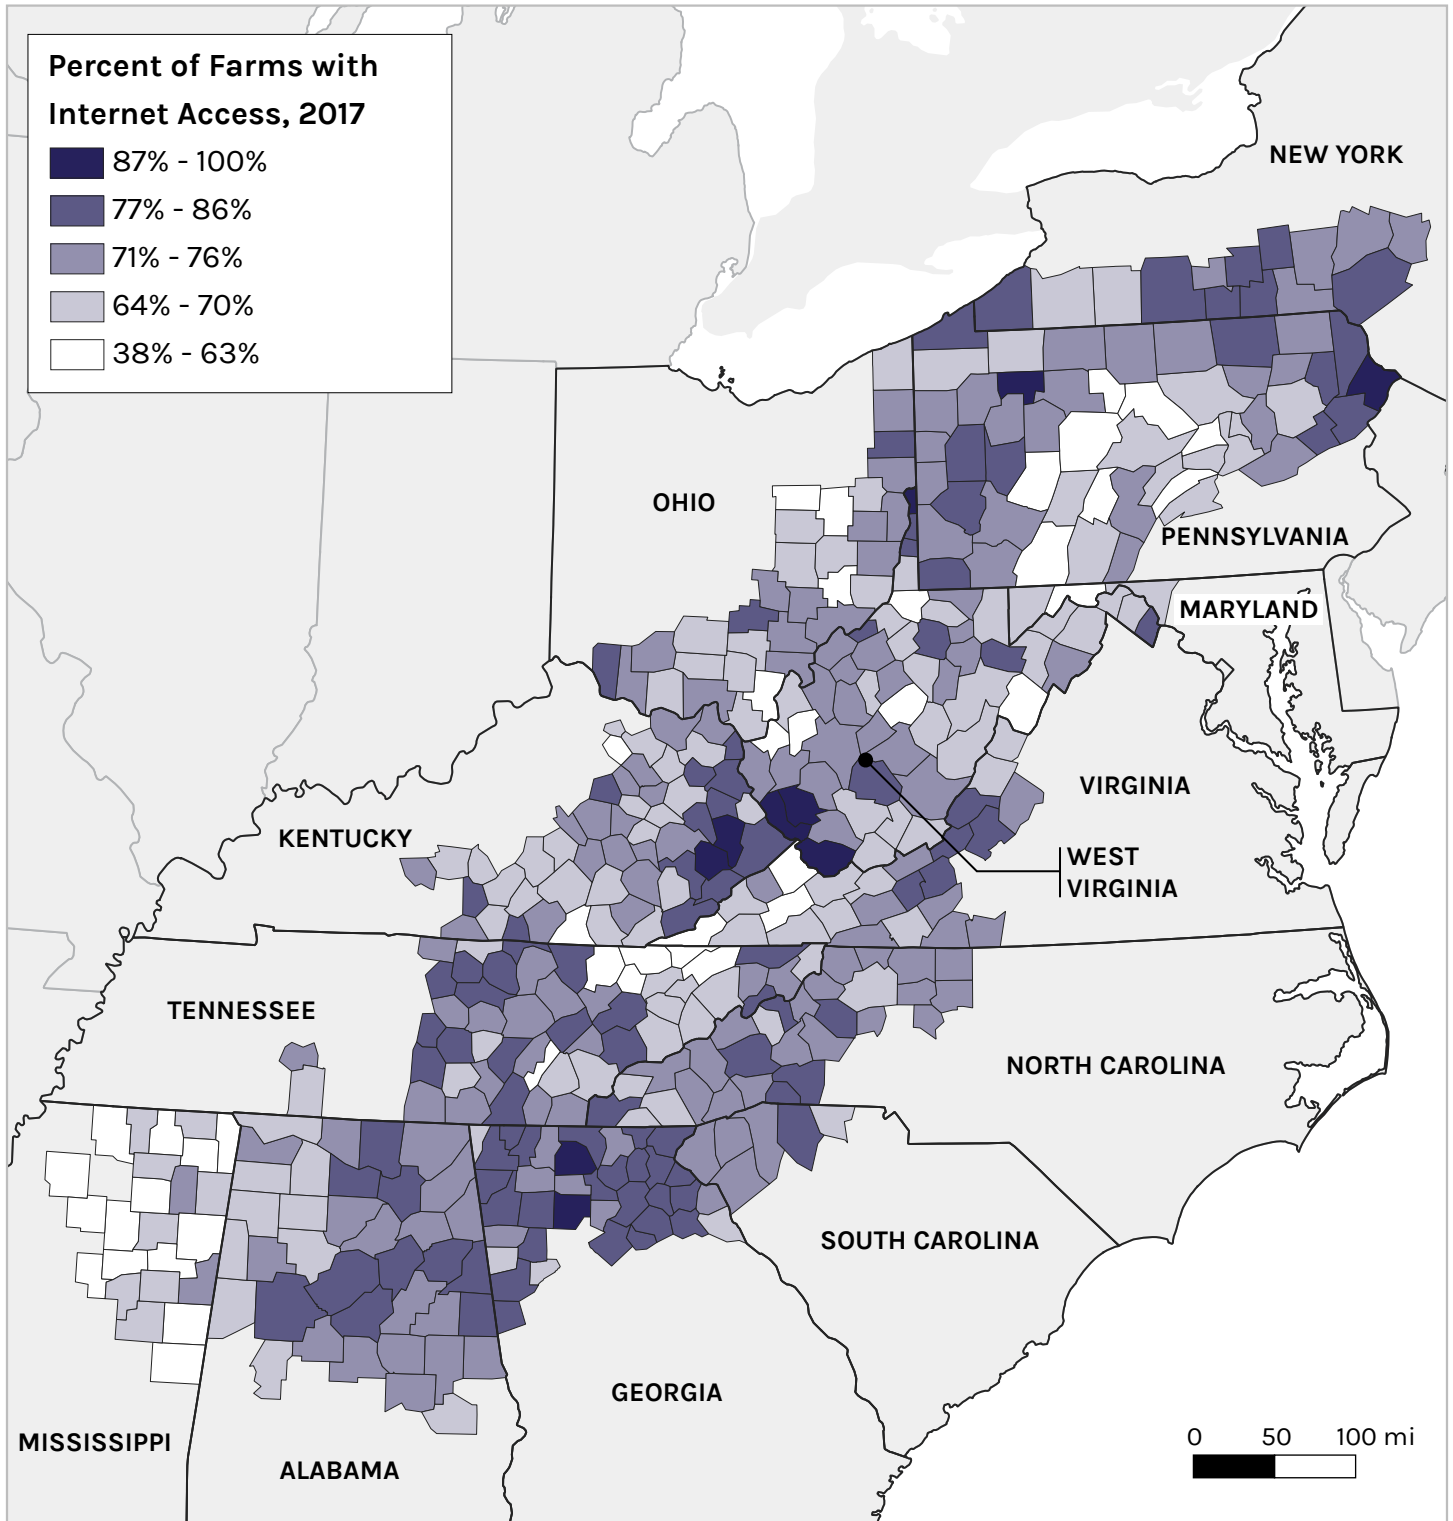 Percent of Farms with
Internet Access, 2017
87% - 100%
77% - 86%
71% - 76%
64% - 70%
38% - 63%
NEW YORK
OHIO
PENNSYLVANIA
MARYLAND
VIRGINIA
KENTUCKY
WEST
VIRGINIA
TENNESSEE
NORTH CAROLINA
SOUTH CAROLINA
GEORGIA
MISSISSIPPI
ALABAMA
0 50 100 mi